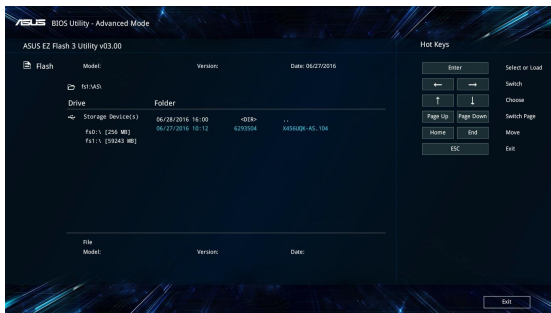 ASUS BIOS Utility - Advanced Mode
ASUS EZ Flash 3 Utility v03.00
Hot Keys
Flash Model: Version: Date: 06/27/2016
fs1:\AS\
Drive Folder
Storage Device(s)
fs0:\ [256 MB]
fs1:\ [59243 MB]
06/28/2016 16:00 <DIR> ..
06/27/2016 10:12 6293504 X456UQK-AS.104
File
Model: Version: Date:
Enter Select or Load
← → Switch
↑ ↓ Choose
Page Up Page Down Switch Page
Home End Move
ESC Exit
Exit